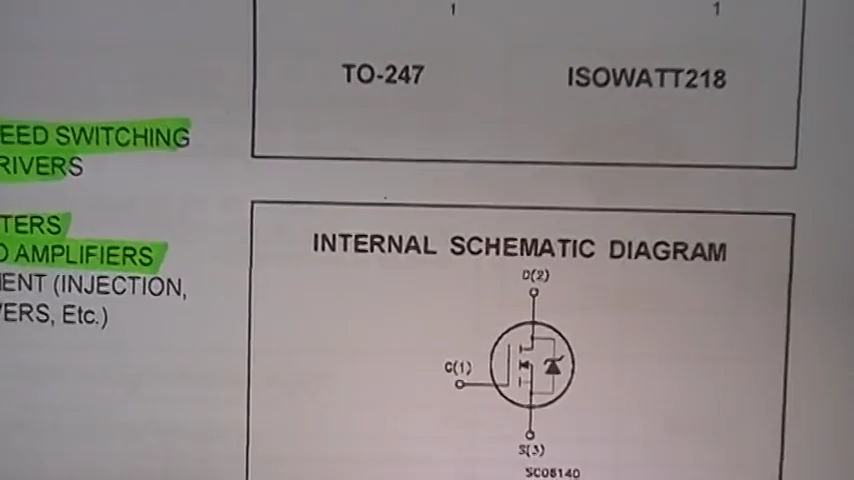 1 1
TO-247 ISOWATT218
EED SWITCHING
RIVERS
TERS
O AMPLIFIERS
ENT (INJECTION,
ERS, Etc.)
INTERNAL SCHEMATIC DIAGRAM
D(2)
G(1)
S(3)
SC08140